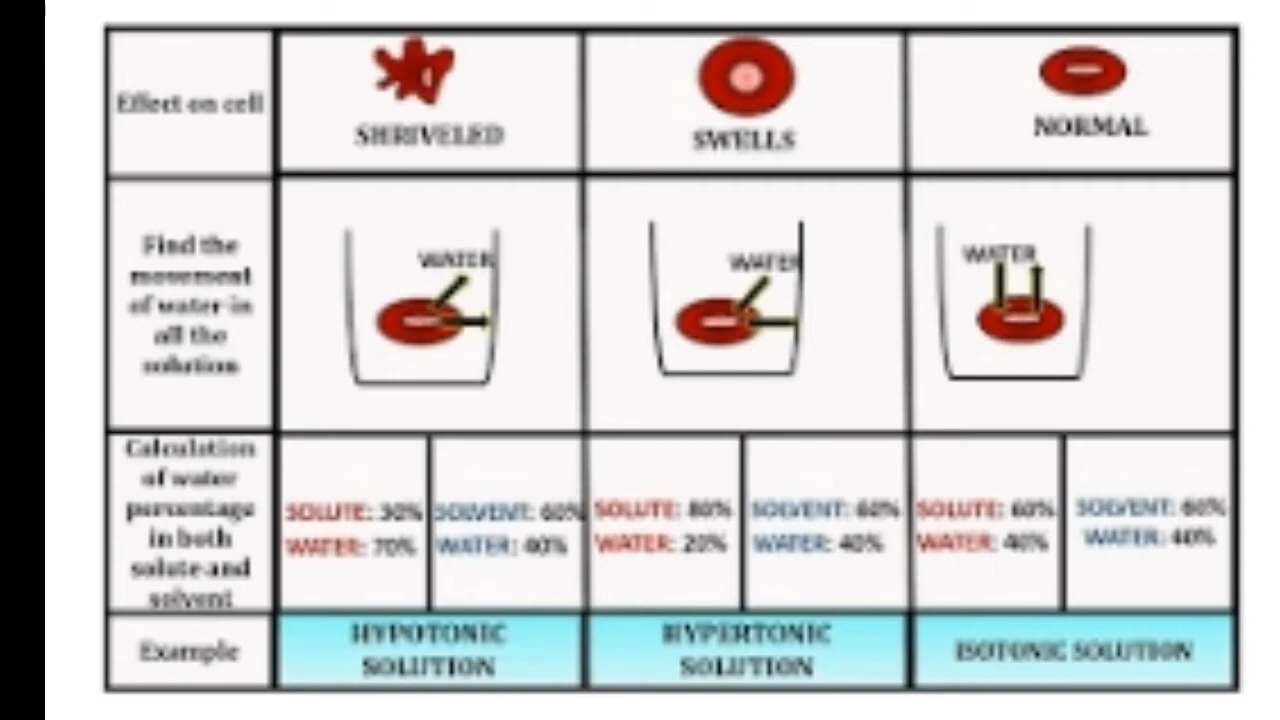 Effect on cell
SHRIVELED
SWELLS
NORMAL
Find the
movement
of water in
all the
solution
WATER
WATER
WATER
Calculation
of water
percentage
in both
solute and
solvent
SOLUTE: 30%
WATER: 70%
SOLVENT: 60%
WATER: 40%
SOLUTE: 80%
WATER: 20%
SOLVENT: 60%
WATER: 40%
SOLUTE: 60%
WATER: 40%
SOLVENT: 60%
WATER: 40%
Example
HYPOTONIC
SOLUTION
HYPERTONIC
SOLUTION
ISOTONIC SOLUTION